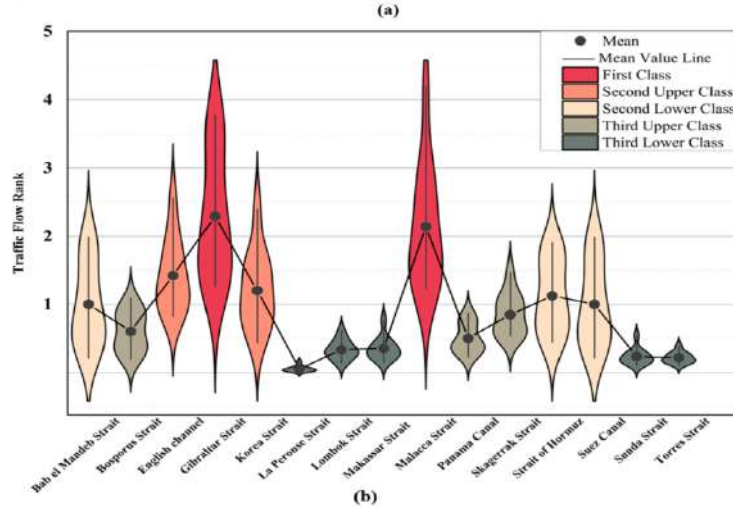 (a)
5
4
3
2
1
Traffic Flow Rank
Mean
Mean Value Line
First Class
Second Upper Class
Second Lower Class
Third Upper Class
Third Lower Class
Bab el Mandeb Strait
Bosporus Strait
English channel
Gibraltar Strait
Korea Strait
La Perouse Strait
Lombok Strait
Makassar Strait
Malacca Strait
Paname Canal
Skagerrak Strait
Strait of Hormuz
Suez Canal
Sunda Strait
Torres Strait
(b)